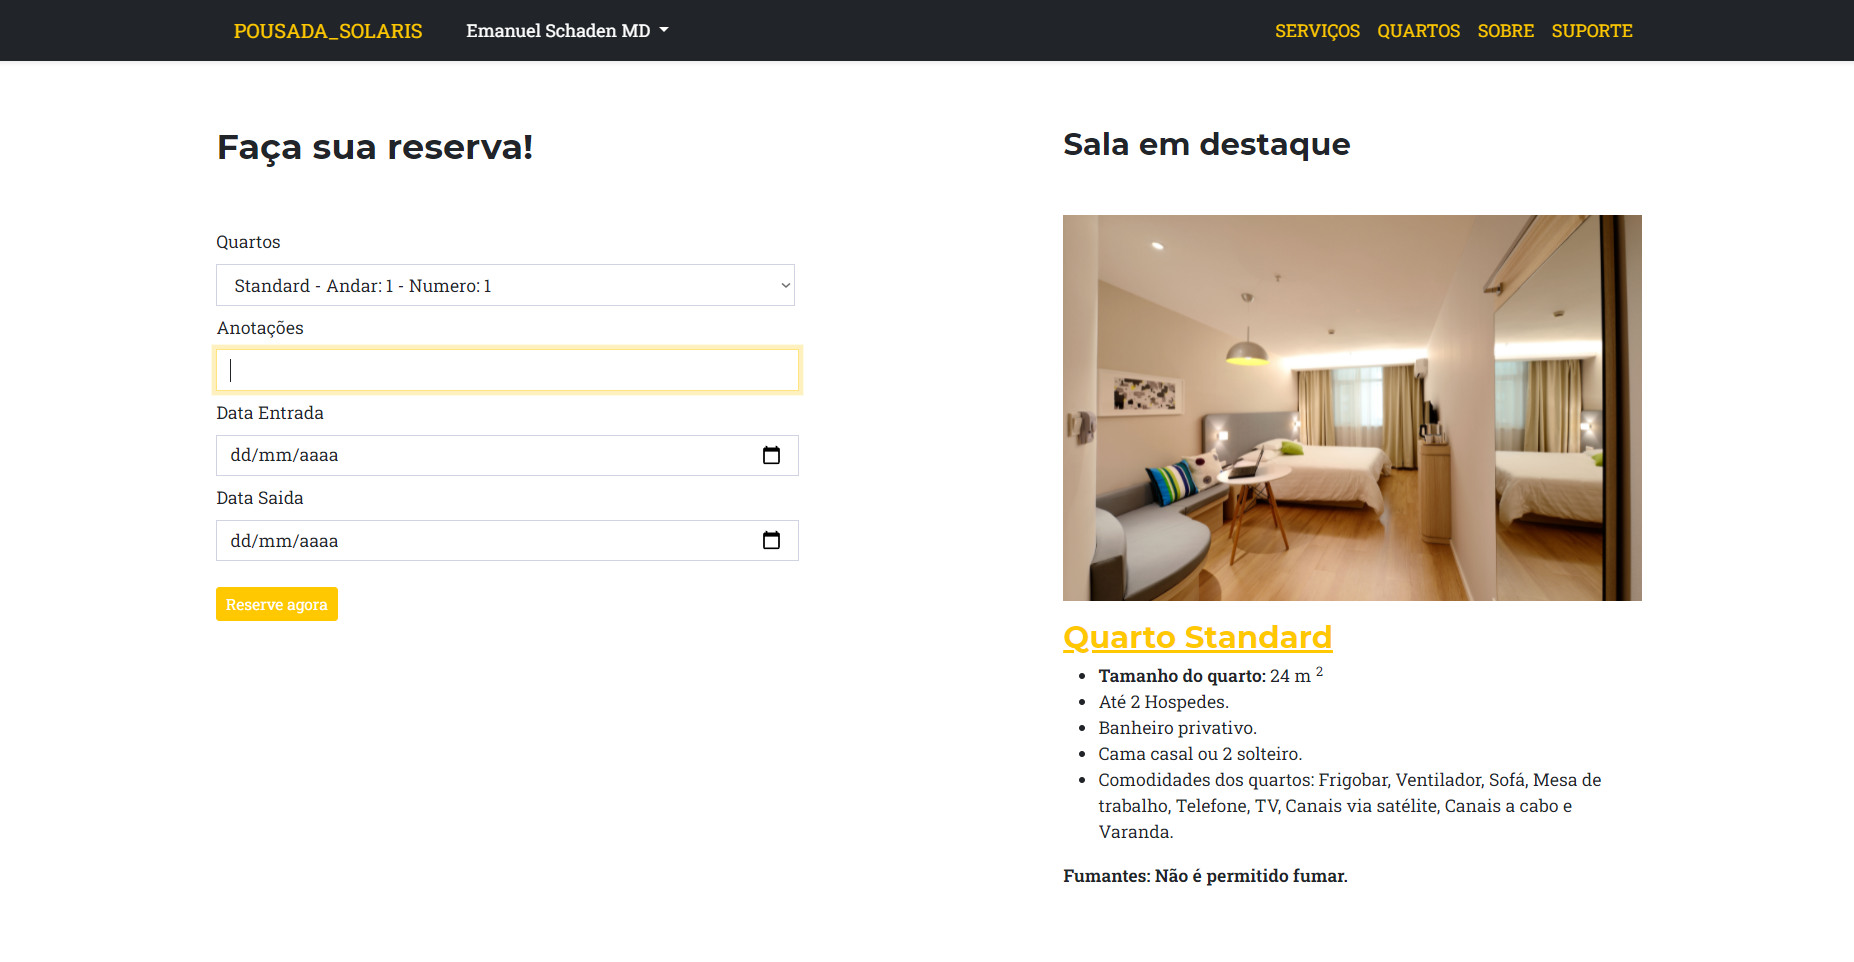 POUSADA_SOLARIS
Emanuel Schaden MD
SERVIÇOS QUARTOS SOBRE SUPORTE
Faça sua reserva!
Quartos
Standard - Andar: 1 - Numero: 1
Anotações
Data Entrada
dd/mm/aaaa
Data Saida
dd/mm/aaaa
Reserve agora
Sala em destaque
Quarto Standard
Tamanho do quarto: 24 m ²
Até 2 Hospedes.
Banheiro privativo.
Cama casal ou 2 solteiro.
Comodidades dos quartos: Frigobar, Ventilador, Sofá, Mesa de
trabalho, Telefone, TV, Canais via satélite, Canais a cabo e
Varanda.
Fumantes: Não é permitido fumar.